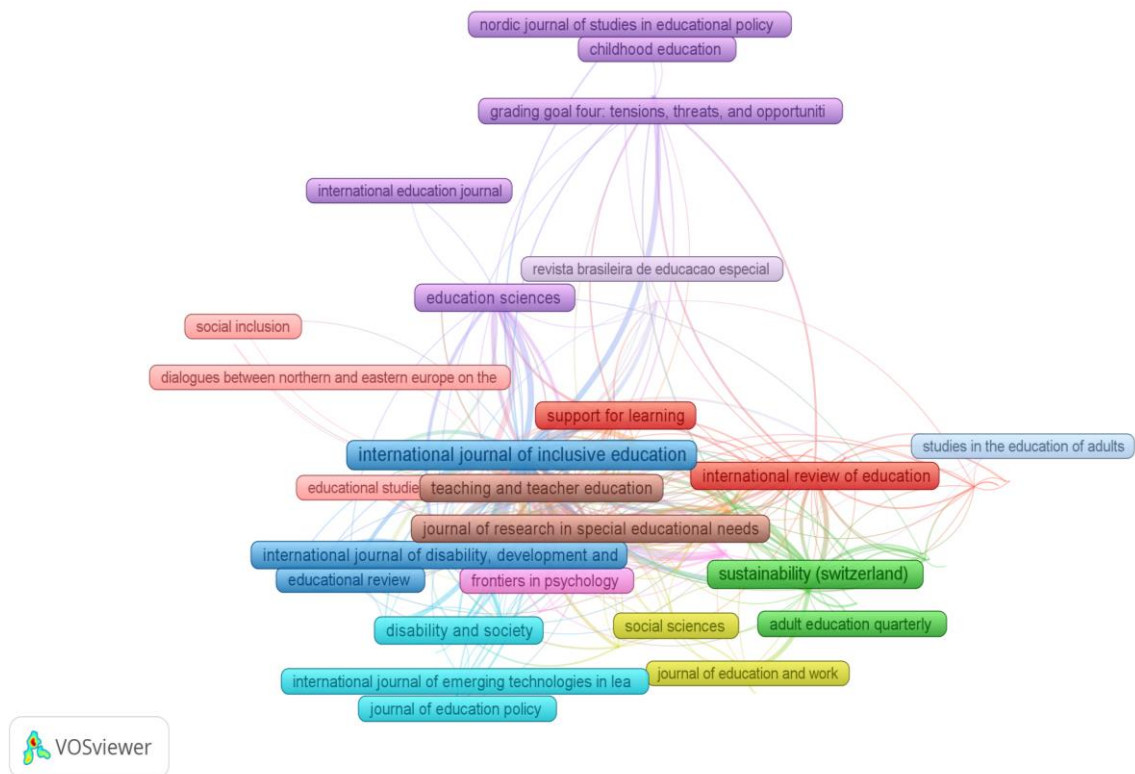 nordic journal of studies in educational policy
childhood education
grading goal four: tensions, threats, and opportuniti
international education journal
revista brasileira de educacao especial
education sciences
social inclusion
dialogues between northern and eastern europe on the
support for learning
studies in the education of adults
international journal of inclusive education
international review of education
educational studie
teaching and teacher education
journal of research in special educational needs
international journal of disability, development and
educational review
frontiers in psychology
sustainability (switzerland)
disability and society
social sciences
adult education quarterly
journal of education and work
international journal of emerging technologies in lea
journal of education policy
VOSviewer